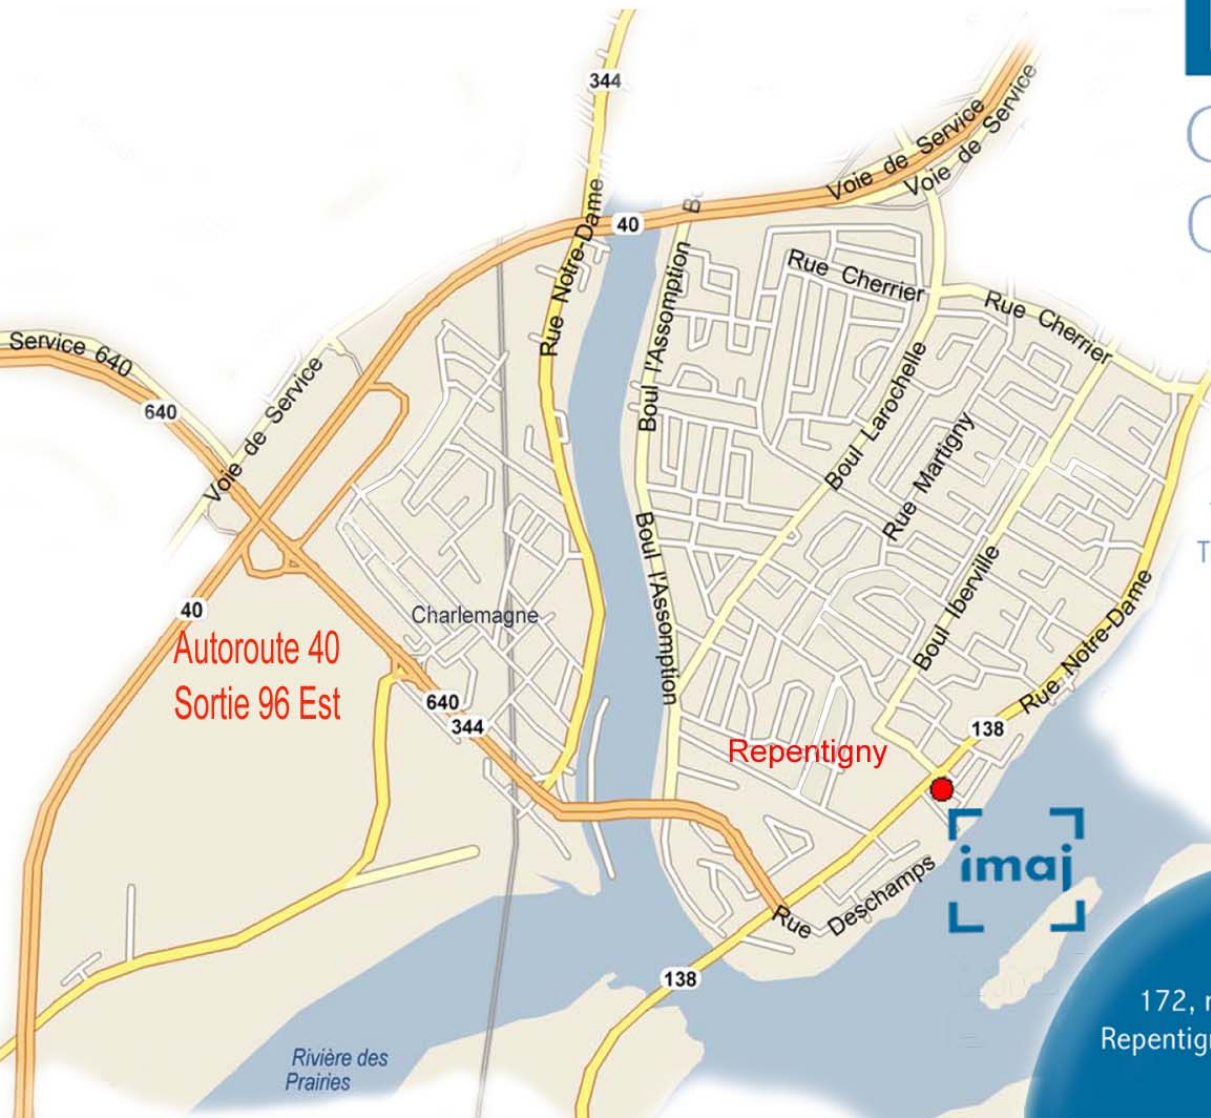 344
Voie de Service
Voie de Service
40
Rue Notre-Dame
Boul l'Assomption
Rue Cherrier
Rue Cherrier
Service 640
640
Voie de Service
Boul Larochelle
Rue Martigny
Boul l'Assomption
Boul Iberville
Rue Notre-Dame
40
Charlemagne
Autoroute 40
Sortie 96 Est
640
344
138
Repentigny
imaj
Rue Deschamps
138
172,
Rivière des
Prairies